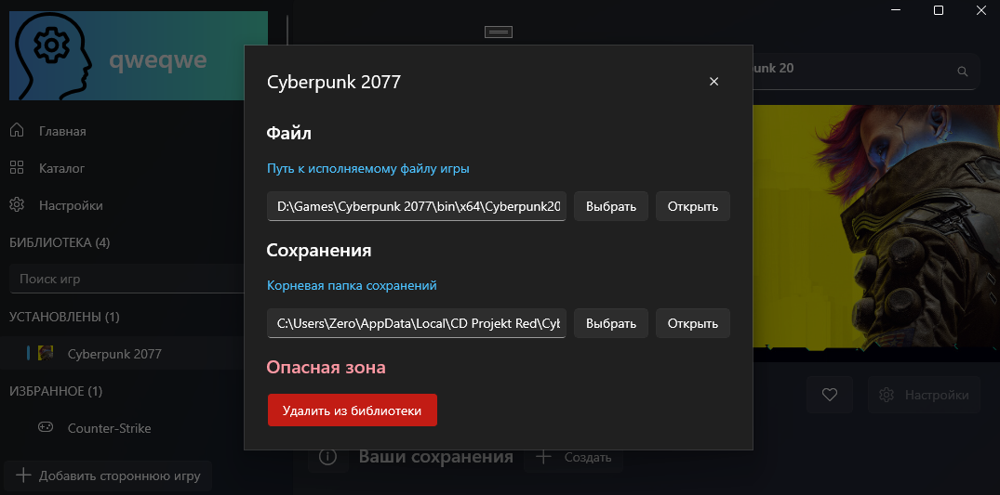 qweqwe
Главная
Каталог
Настройки
БИБЛИОТЕКА (4)
Поиск игр
УСТАНОВЛЕНЫ (1)
Cyberpunk 2077
ИЗБРАННОЕ (1)
Counter-Strike
Добавить стороннюю игру
Cyberpunk 2077
Файл
Путь к исполняемому файлу игры
D:\Games\Cyberpunk 2077\bin\x64\Cyberpunk20
Выбрать
Открыть
Сохранения
Корневая папка сохранений
C:\Users\Zero\AppData\Local\CD Projekt Red\Cyb
Выбрать
Открыть
Опасная зона
Удалить из библиотеки
unk 20
Настройки
Ваши сохранения
Создать